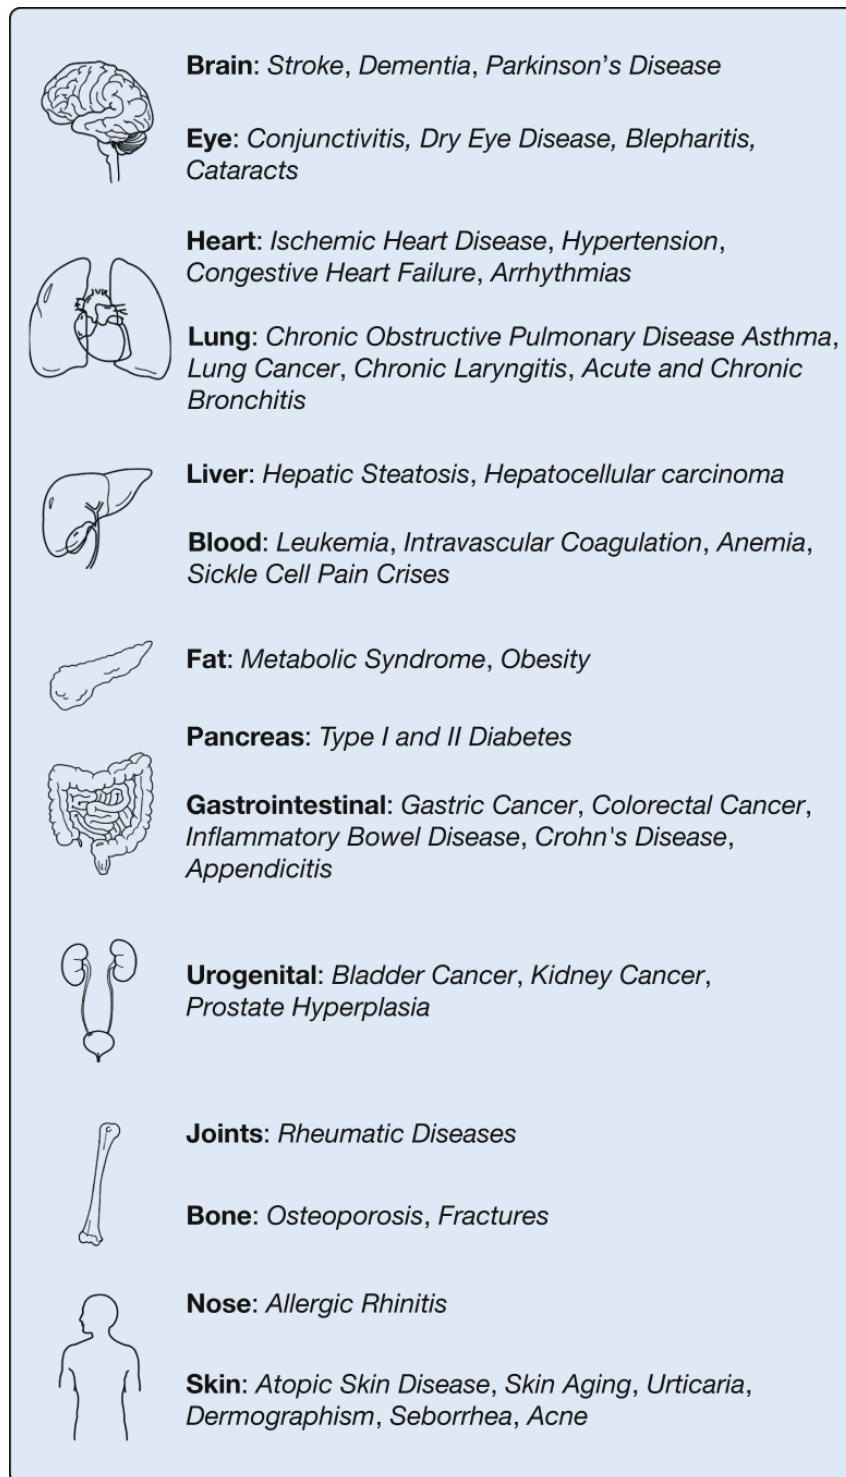 Brain: Stroke, Dementia, Parkinson's Disease
Eye: Conjunctivitis, Dry Eye Disease, Blepharitis,
Cataracts
Heart: Ischemic Heart Disease, Hypertension,
Congestive Heart Failure, Arrhythmias
Lung: Chronic Obstructive Pulmonary Disease Asthma,
Lung Cancer, Chronic Laryngitis, Acute and Chronic
Bronchitis
Liver: Hepatic Steatosis, Hepatocellular carcinoma
Blood: Leukemia, Intravascular Coagulation, Anemia,
Sickle Cell Pain Crises
Fat: Metabolic Syndrome, Obesity
Pancreas: Type I and II Diabetes
Gastrointestinal: Gastric Cancer, Colorectal Cancer,
Inflammatory Bowel Disease, Crohn's Disease,
Appendicitis
Urogenital: Bladder Cancer, Kidney Cancer,
Prostate Hyperplasia
Joints: Rheumatic Diseases
Bone: Osteoporosis, Fractures
Nose: Allergic Rhinitis
Skin: Atopic Skin Disease, Skin Aging, Urticaria,
Dermographism, Seborrhea, Acne